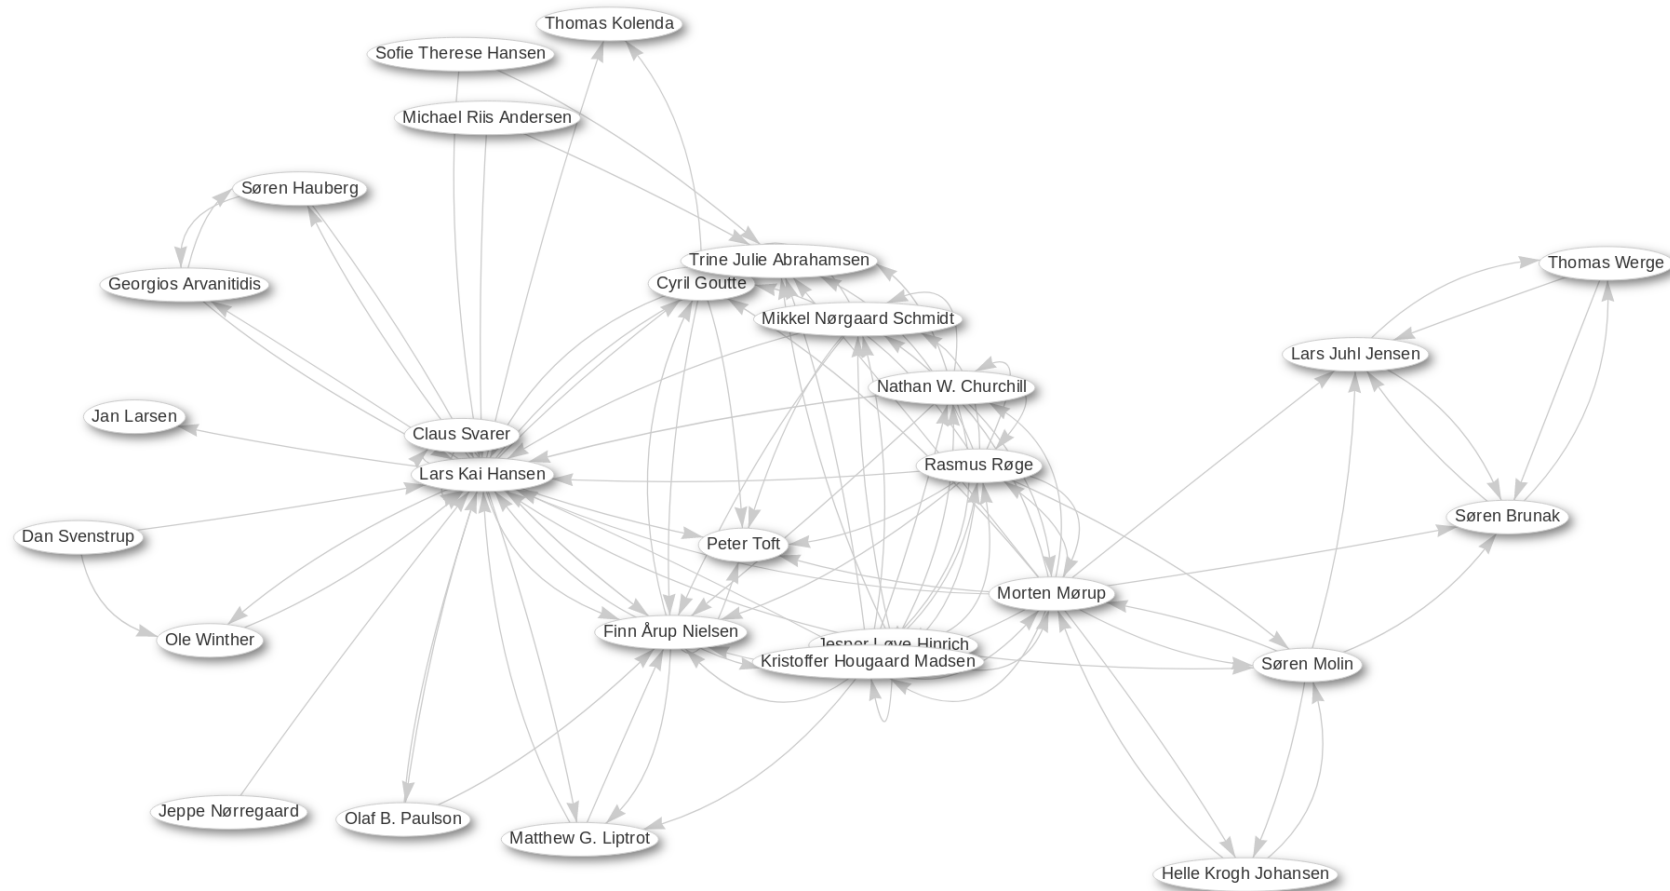 Thomas Kolenda
Sofie Therese Hansen
Michael Riis Andersen
Søren Hauberg
Trine Julie Abrahamsen
Thomas Werge
Georgios Arvanitidis
Cyril Goutte
Mikkel Nørgaard Schmidt
Lars Juhl Jensen
Nathan W. Churchill
Jan Larsen
Claus Svarer
Rasmus Røge
Lars Kai Hansen
Søren Brunak
Dan Svenstrup
Peter Toft
Morten Mørup
Finn Årup Nielsen
Ole Winther
Jesper Løve Hinrich
Kristoffer Hougaard Madsen
Søren Molin
Jeppe Nørregaard
Olaf B. Paulson
Matthew G. Liptrot
Helle Krogh Johansen